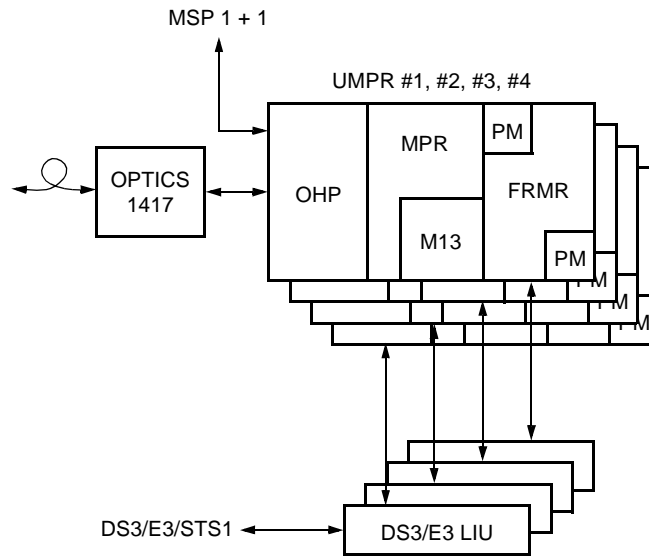 MSP 1 + 1
UMPR #1, #2, #3, #4
OPTICS
1417
OHP
MPR
M13
PM
FRMR
PM
PM
PM
PM
DS3/E3/STS1
DS3/E3 LIU